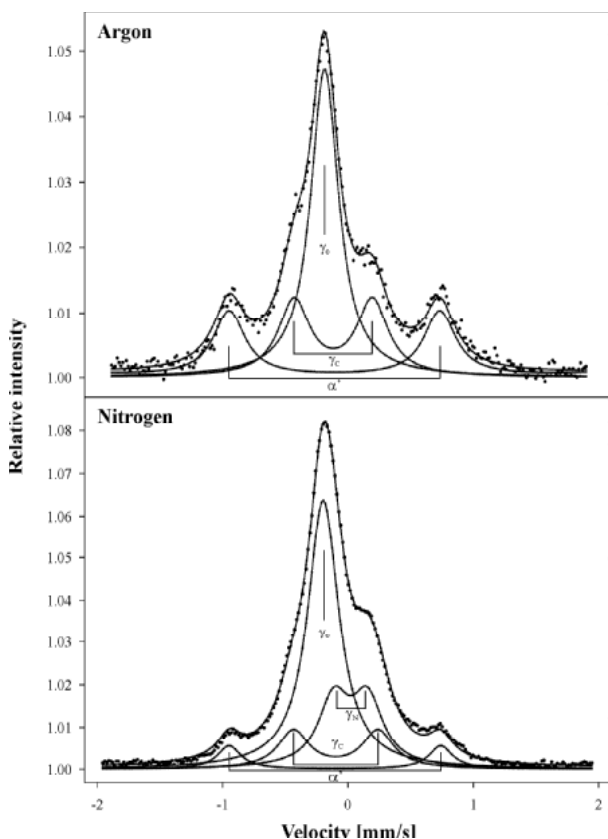 Argon
1.05
1.04
1.03
1.02
1.01
1.00
γₒ
γC
α'
Relative intensity
Nitrogen
1.08
1.07
1.06
1.05
1.04
1.03
1.02
1.01
1.00
γₒ
γN
γC
α'
-2
-1
0
1
2
Velocity [mm/s]